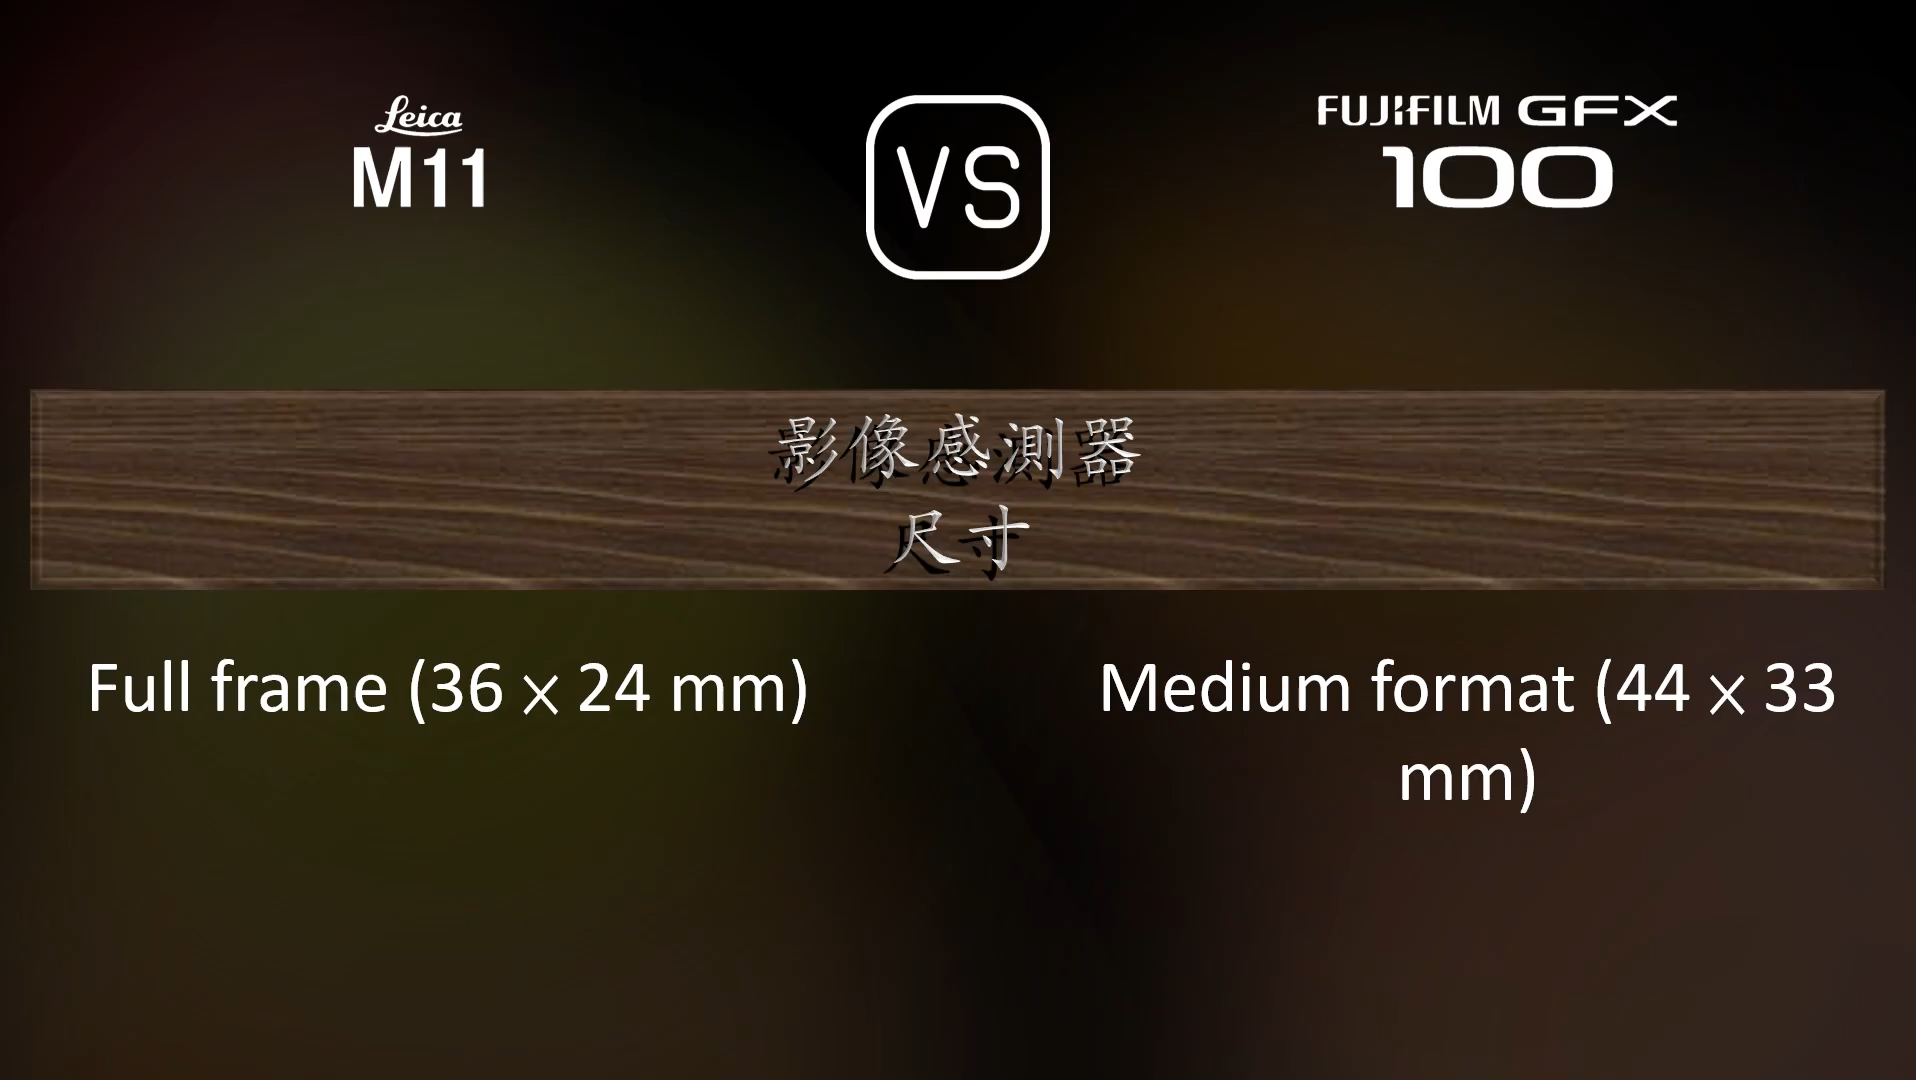 Leica
M11
VS
FUJIFILM GFX
100
影像感測器
尺寸
Full frame (36 x 24 mm)
Medium format (44 x 33
mm)